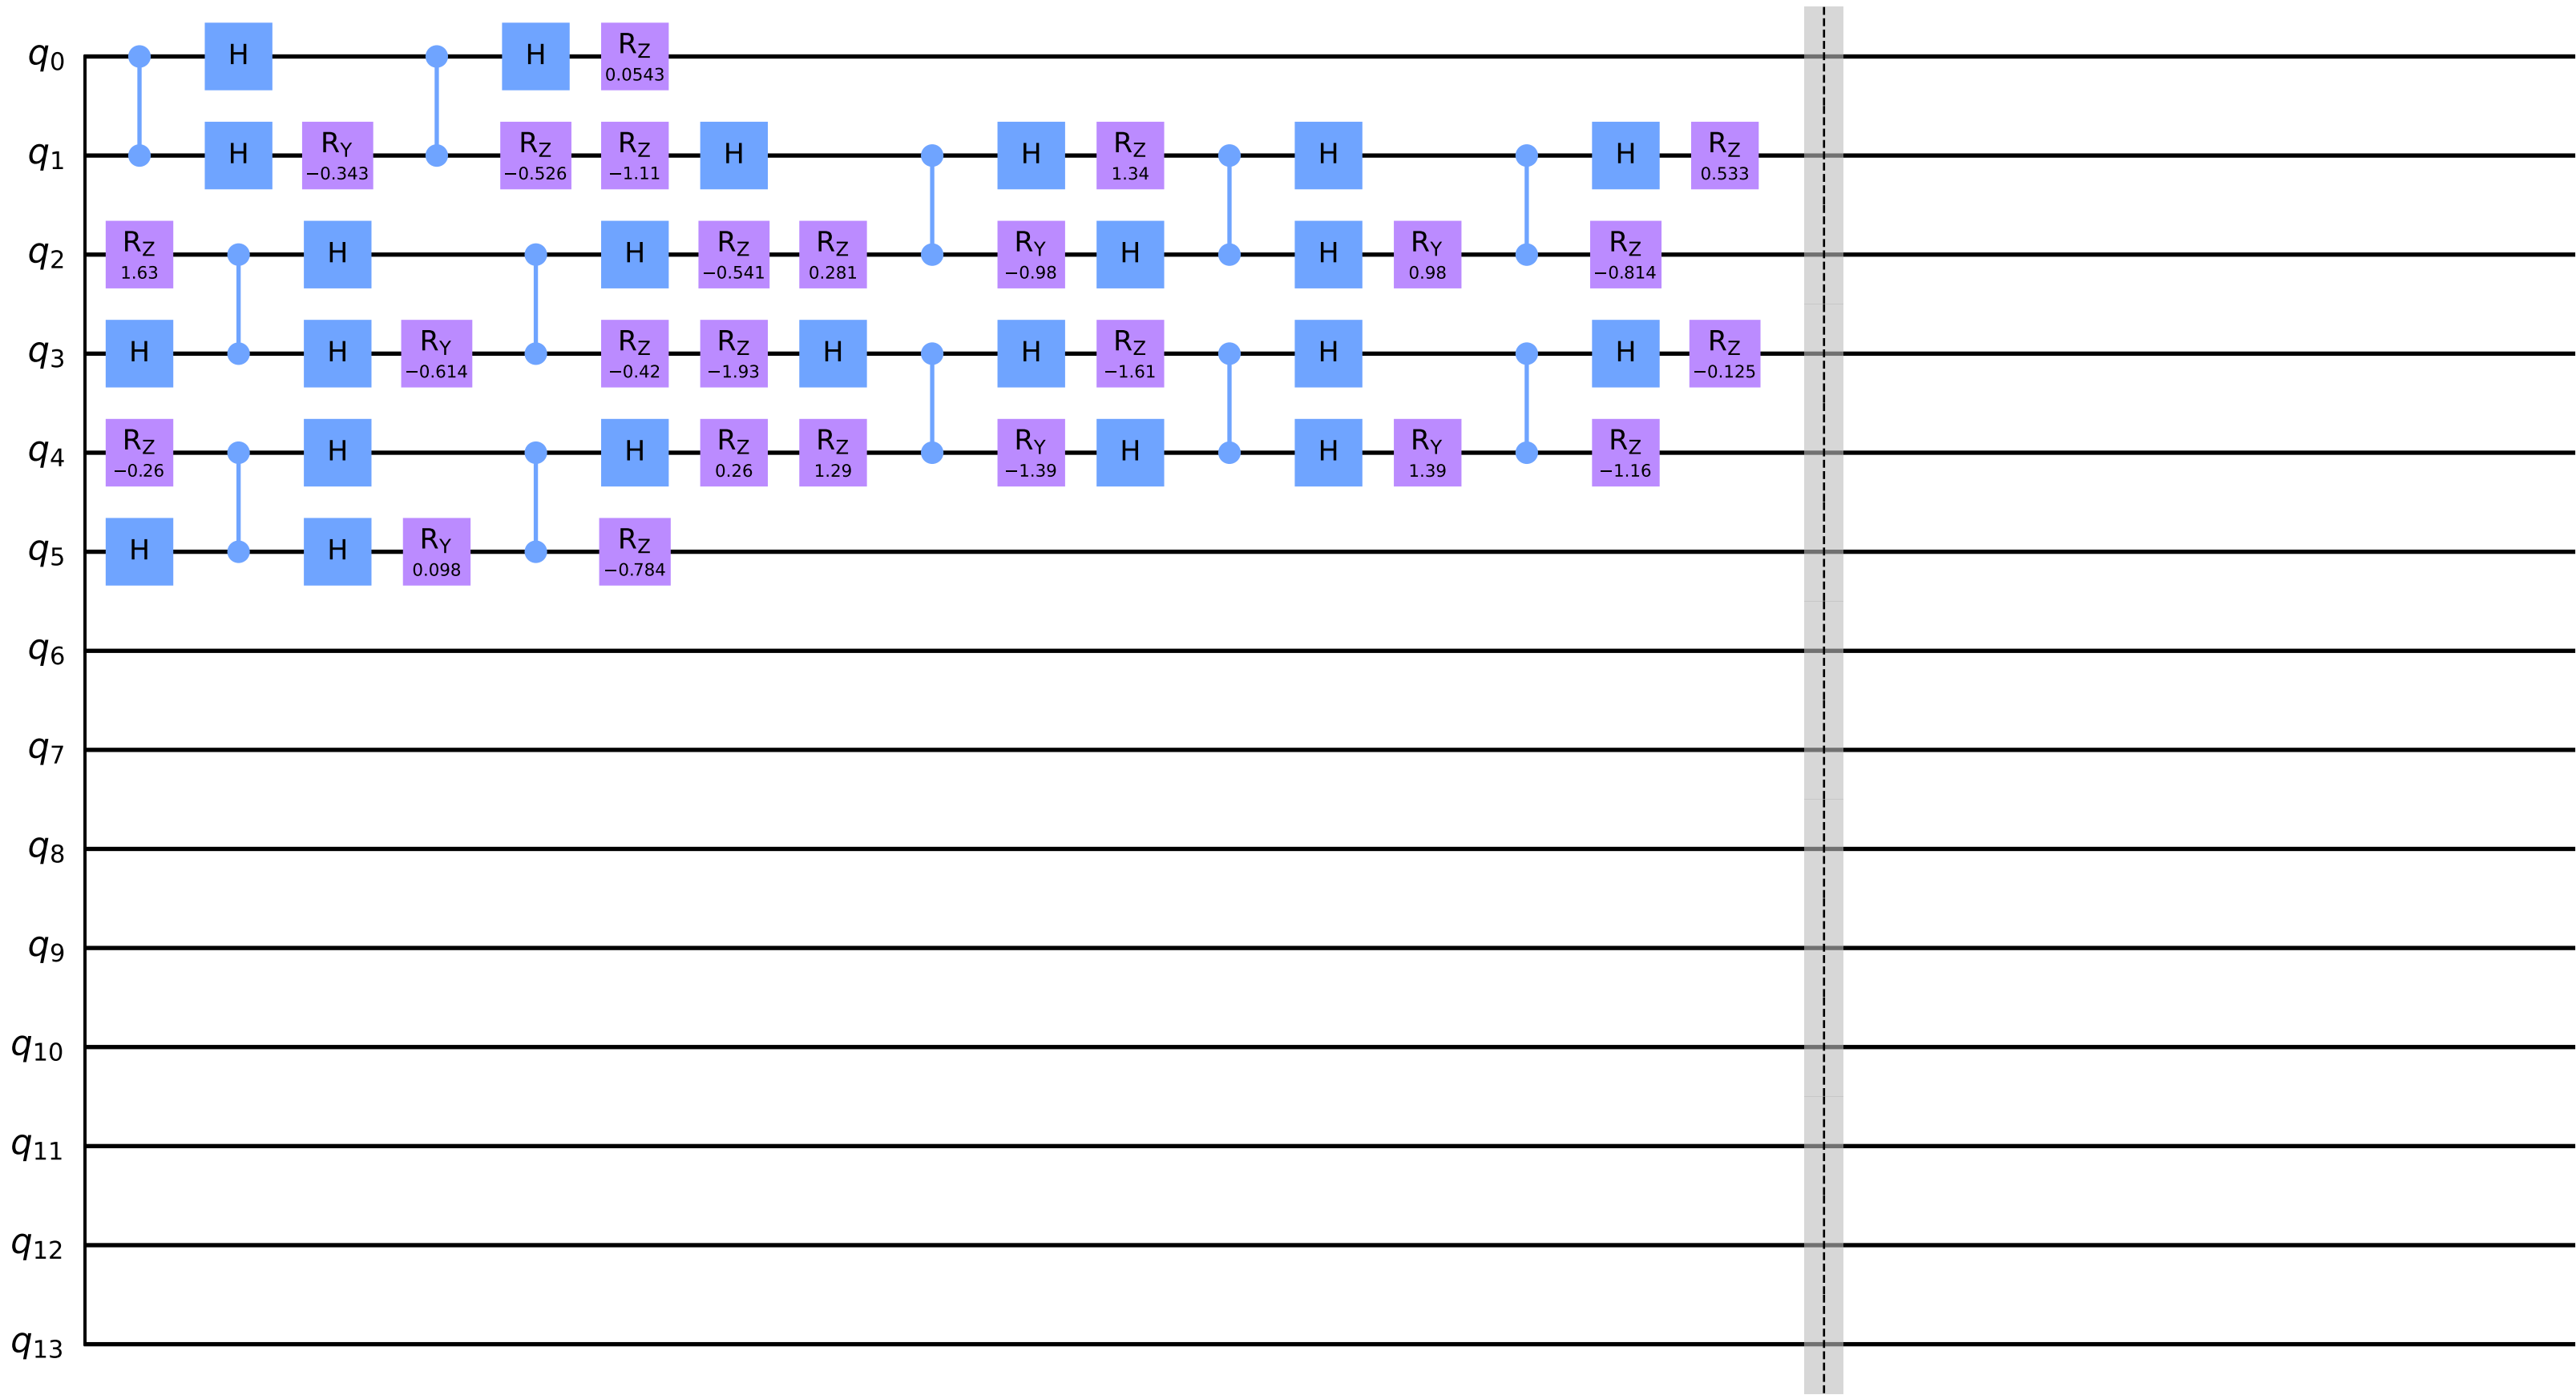 q0 H H RZ 0.0543
q1 H RY −0.343 RZ −0.526 RZ −1.11 H H RZ 1.34 H H RZ 0.533
q2 RZ 1.63 H H RZ −0.541 RZ 0.281 RY −0.98 H H RY 0.98 RZ −0.814
q3 H H RY −0.614 RZ −0.42 RZ −1.93 H H RZ −1.61 H H RZ −0.125
q4 RZ −0.26 H H RZ 0.26 RZ 1.29 RY −1.39 H H RY 1.39 RZ −1.16
q5 H H RY 0.098 RZ −0.784
q6
q7
q8
q9
q10
q11
q12
q13